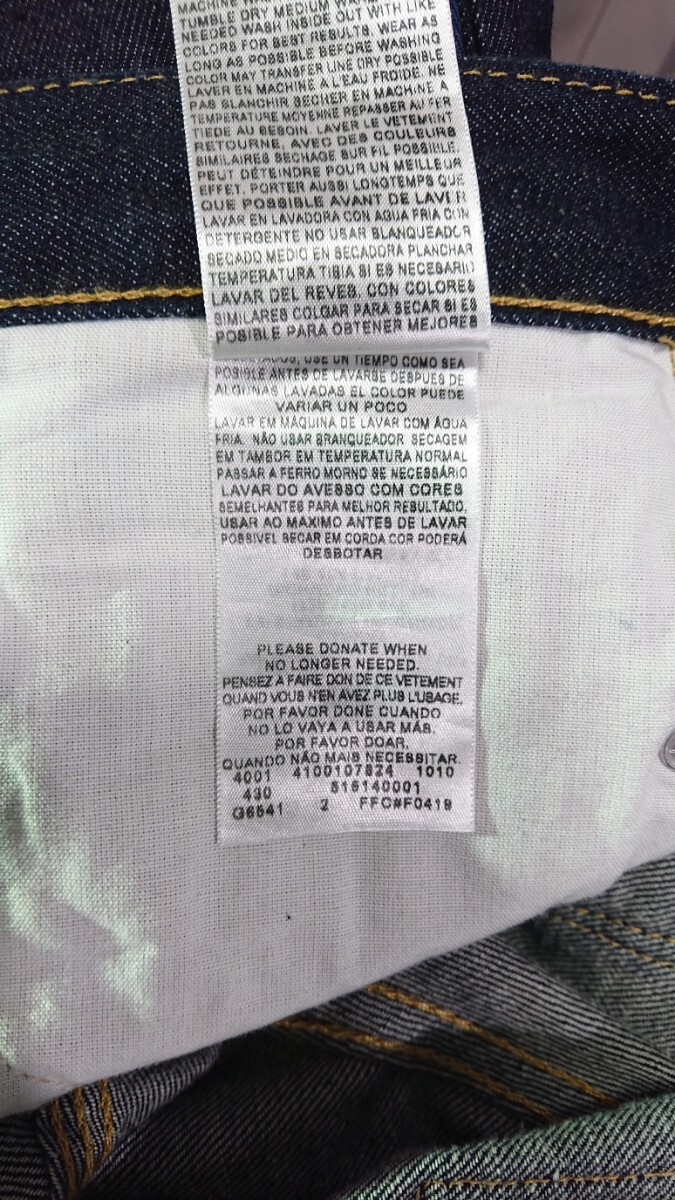 MACHINE
TUMBLE DRY MEDIUM WARM
NEEDED WASH INSIDE OUT WITH LIKE
COLORS FOR BEST RESULTS, WEAR AS
LONG AS POSSIBLE BEFORE WASHING
COLOR MAY TRANSFER LINE DRY POSSIBLE
LAVER EN MACHINE A L'EAU FROIDE. NE
PAS BLANCHIR SECHER EN MACHINE A
TEMPERATURE MOYENNE REPASSER AU FER
TIEDE AU BESOIN. LAVER LE VETEMENT
RETOURNE, AVEC DES COULEURS
SIMILAIRES SECHAGE SUR FIL POSSIBLE.
PEUT DÉTEINDRE POUR UN MEILLEUR
EFFET. PORTER AUSSI LONGTEMPS QUE
QUE POSSIBLE AVANT DE LAVER
LAVAR EN LAVADORA CON AGUA FRIA CON
DETERGENTE NO USAR BLANQUEADOR
SECADO MEDIO EN SECADORA PLANCHAR
TEMPERATURA TIBIA SI ES NECESARIO
LAVAR DEL REVES. CON COLORES
SIMILARES COLGAR PARA SECAR SI ES
POSIBLE PARA OBTENER MEJORES
USE UN TIEMPO COMO SEA
POSIBLE ANTES DE LAVARSE DESPUES DE
ALGUNAS LAVADAS EL COLOR PUEDE
VARIAR UN POCO
LAVAR EM MÁQUINA DE LAVAR COM ÁGUA
FRIA. NÃO USAR BRANQUEADOR SECAGEM
EM TAMBOR EM TEMPERATURA NORMAL
PASSAR A FERRO MORNO SE NECESSÁRIO
LAVAR DO AVESSO COM CORES
SEMELHANTES PARA MELHOR RESULTADO,
USAR AO MAXIMO ANTES DE LAVAR
POSSIVEL SECAR EM CORDA COR PODERÁ
DESBOTAR
PLEASE DONATE WHEN
NO LONGER NEEDED.
PENSEZ A FAIRE DON DE CE VETEMENT
QUAND VOUS N'EN AVEZ PLUS L'USAGE.
POR FAVOR DONE CUANDO
NO LO VAYA A USAR MÁS.
POR FAVOR DOAR,
QUANDO NÃO MAIS NECESSITAR.
4001 4100107824 1010
430 515140001
G6541 2 FFC#F0419